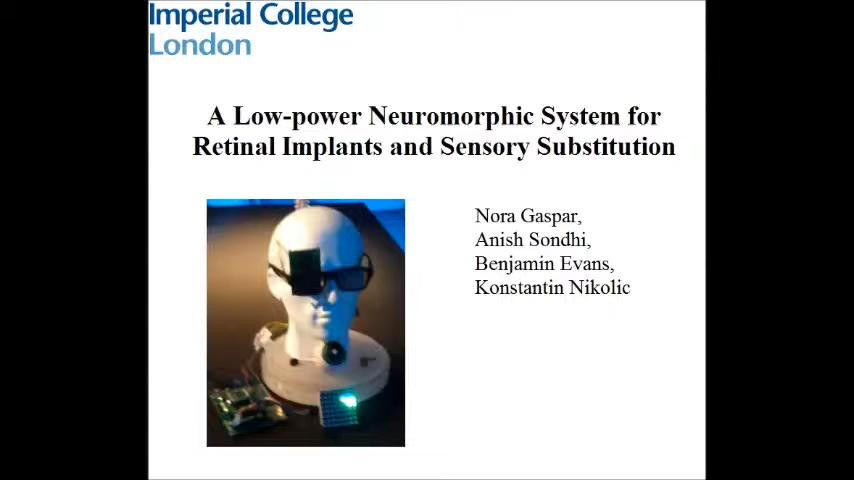 Imperial College
London
A Low-power Neuromorphic System for
Retinal Implants and Sensory Substitution
Nora Gaspar,
Anish Sondhi,
Benjamin Evans,
Konstantin Nikolic